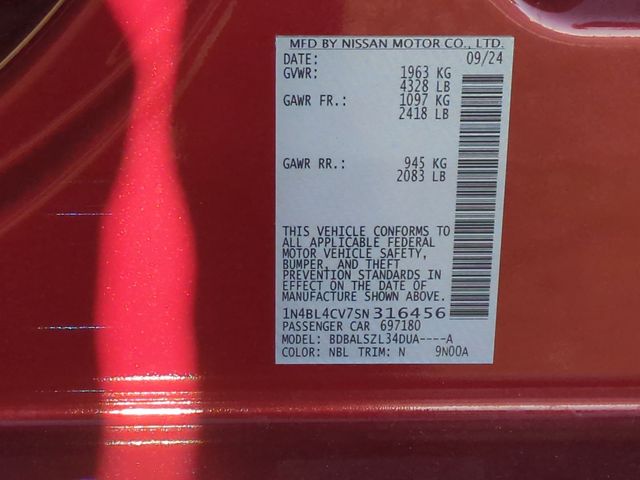 MFD BY NISSAN MOTOR CO., LTD.
DATE: 09/24
GVWR: 1963 KG
4328 LB
GAWR FR.: 1097 KG
2418 LB
GAWR RR.: 945 KG
2083 LB
THIS VEHICLE CONFORMS TO
ALL APPLICABLE FEDERAL
MOTOR VEHICLE SAFETY,
BUMPER, AND THEFT
PREVENTION STANDARDS IN
EFFECT ON THE DATE OF
MANUFACTURE SHOWN ABOVE.
1N4BL4CV7SN316456
PASSENGER CAR 697180
MODEL: BDBALSZL34DUA----A
COLOR: NBL TRIM: N 9N00A